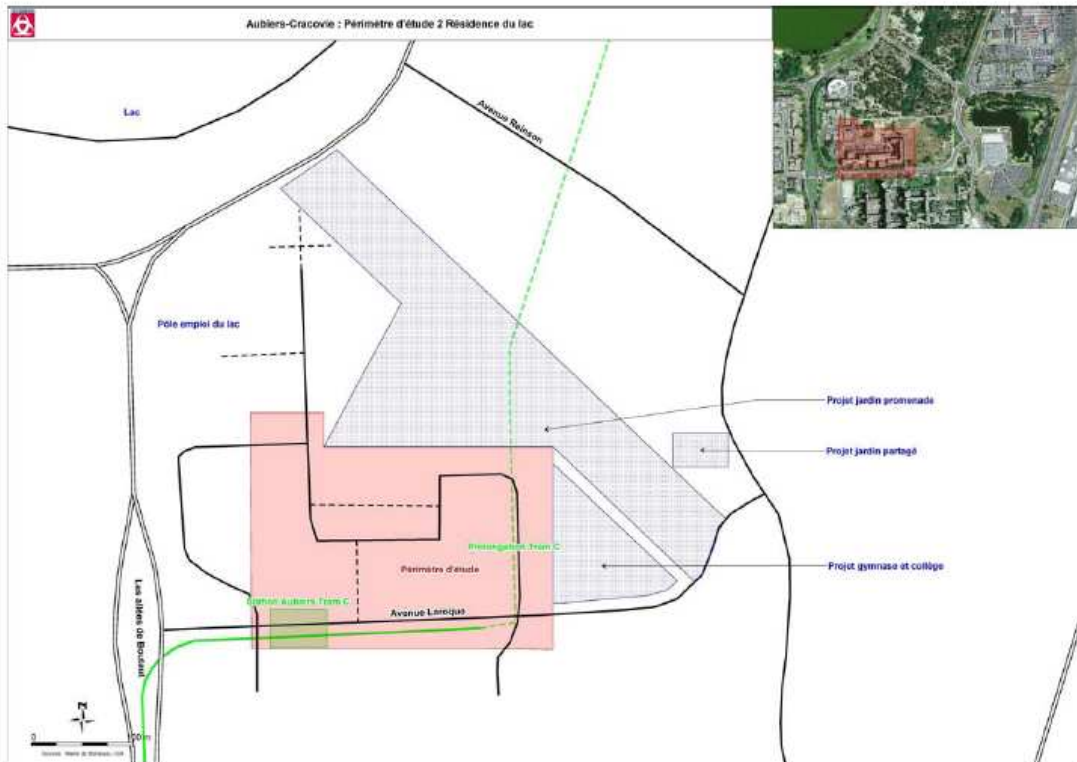 Aubiers-Cracovie : Périmètre d'étude 2 Résidence du lac
Lac
Avenue Reinson
Pôle emploi du lac
Projet jardin promenade
Projet jardin partagé
Prolongation Tram C
Périmètre d'étude
Projet gymnase et collège
Station Aubiers Tram C
Avenue Laroque
Les allées de Boutaut
N
0